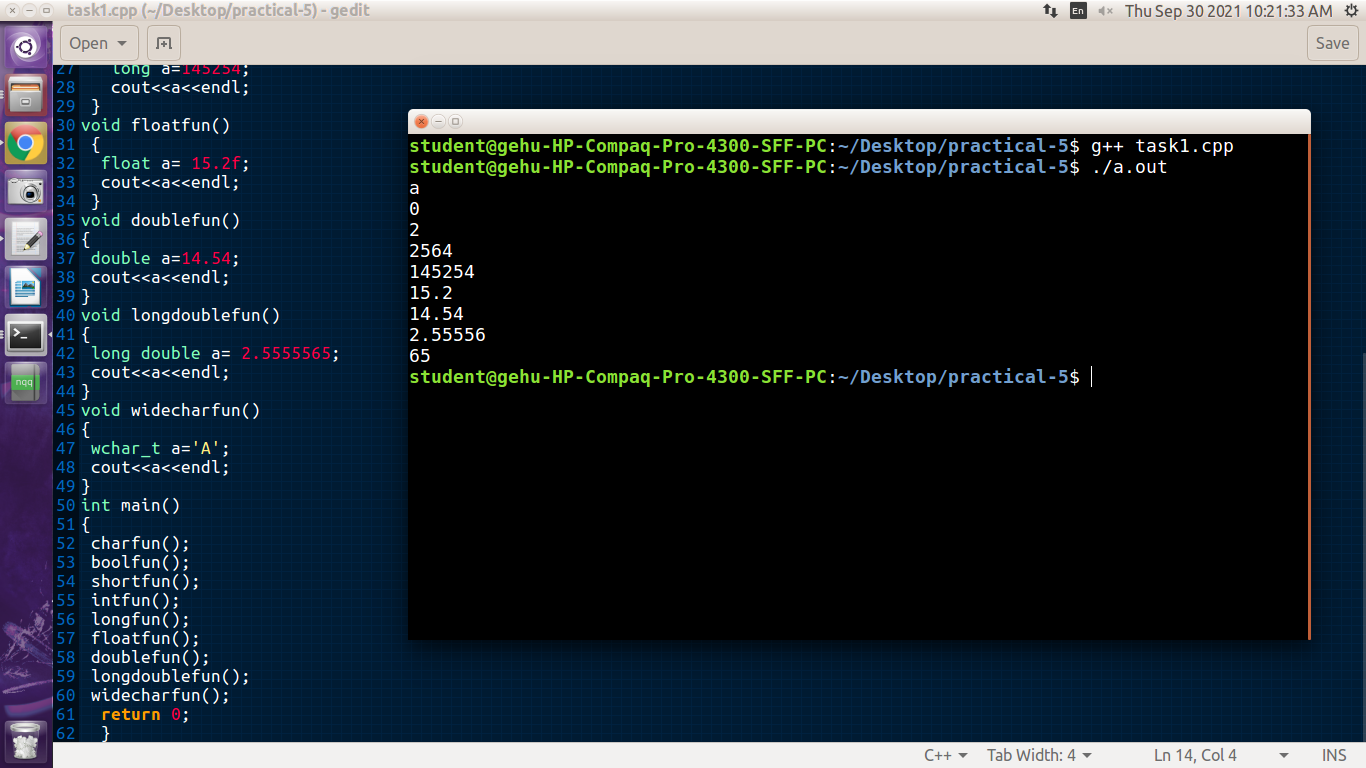 task1.cpp (~/Desktop/practical-5) - gedit
En
Thu Sep 30 2021 10:21:33 AM
Open
Save
27 long a=145254;
28 cout<<a<<endl;
29 }
30 void floatfun()
31 {
32 float a= 15.2f;
33 cout<<a<<endl;
34 }
35 void doublefun()
36 {
37 double a=14.54;
38 cout<<a<<endl;
39 }
40 void longdoublefun()
41 {
42 long double a= 2.5555565;
43 cout<<a<<endl;
44 }
45 void widecharfun()
46 {
47 wchar_t a='A';
48 cout<<a<<endl;
49 }
50 int main()
51 {
52 charfun();
53 boolfun();
54 shortfun();
55 intfun();
56 longfun();
57 floatfun();
58 doublefun();
59 longdoublefun();
60 widecharfun();
61 return 0;
62 }
student@gehu-HP-Compaq-Pro-4300-SFF-PC:~/Desktop/practical-5$ g++ task1.cpp
student@gehu-HP-Compaq-Pro-4300-SFF-PC:~/Desktop/practical-5$ ./a.out
a
0
2
2564
145254
15.2
14.54
2.55556
65
student@gehu-HP-Compaq-Pro-4300-SFF-PC:~/Desktop/practical-5$
nqq
C++
Tab Width: 4
Ln 14, Col 4
INS